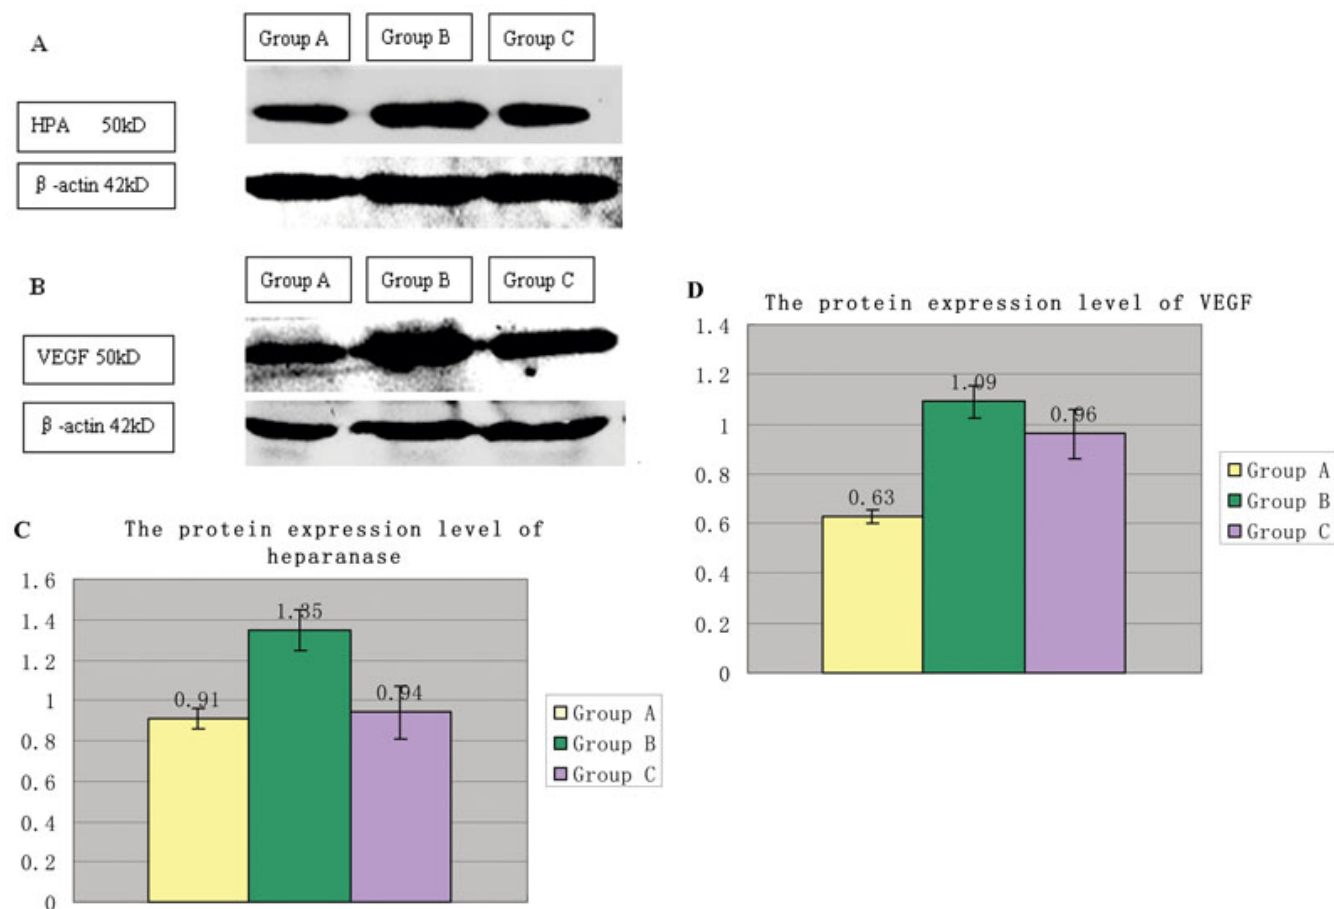 A
Group A Group B Group C
HPA 50kD
β-actin 42kD
B
Group A Group B Group C
VEGF 50kD
β-actin 42kD
C
The protein expression level of
heparanase
1.6
1.4
1.2
1
0.8
0.6
0.4
0.2
0
0.91
1.35
0.94
Group A
Group B
Group C
D
The protein expression level of VEGF
1.4
1.2
1
0.8
0.6
0.4
0.2
0
0.63
1.09
0.96
Group A
Group B
Group C